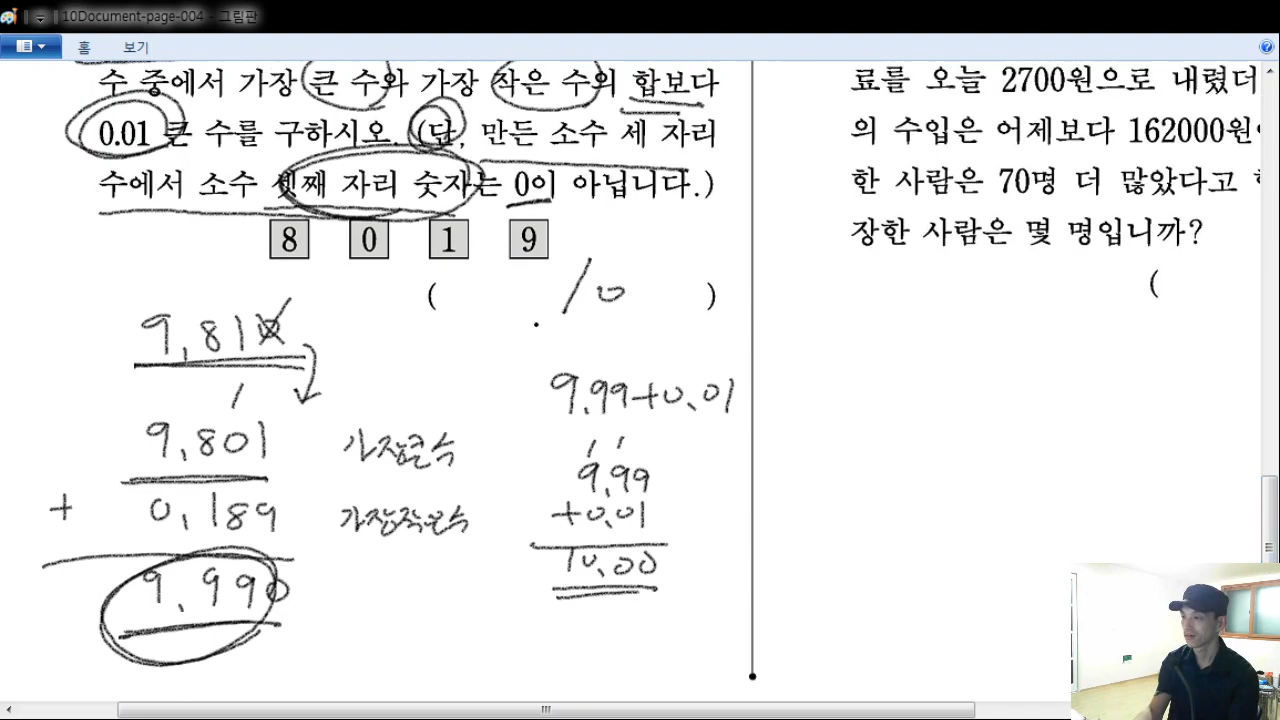 10Document-page-004 - 그림판
홈 보기
수 중에서 가장 큰 수와 가장 작은 수의 합보다
0.01 큰 수를 구하시오. (단, 만든 소수 세 자리
수에서 소수 셋째 자리 숫자는 0이 아닙니다.)
8 0 1 9
( 10 )
9.810
1
9.801 가장큰수
+ 0.189 가장작은수
9.990
9.99+0.01
1 1
9.99
+0.01
10.00
료를 오늘 2700원으로 내렸더
의 수입은 어제보다 162000원
한 사람은 70명 더 많았다고
장한 사람은 몇 명입니까?
(